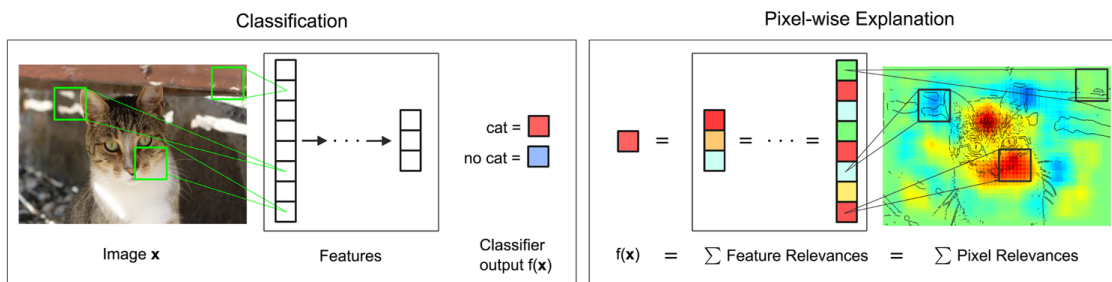 Classification
Pixel-wise Explanation
cat =
no cat =
Image x
Features
Classifier
output f(x)
= = · · · =
f(x) = ∑ Feature Relevances = ∑ Pixel Relevances